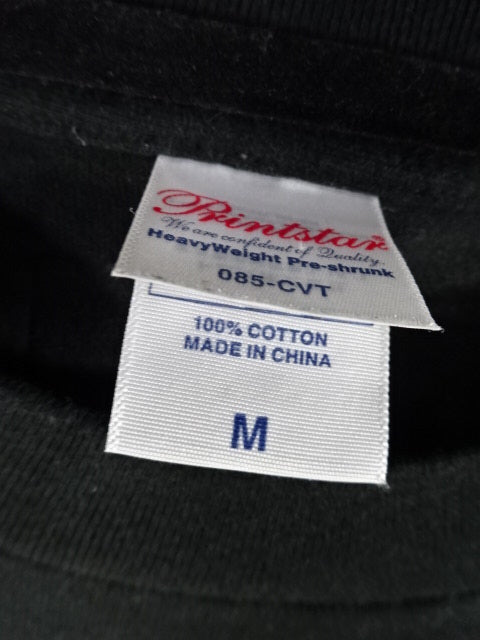 Printstar
We are confident of Quality.
HeavyWeight Pre-shrunk
085-CVT
100% COTTON
MADE IN CHINA
M